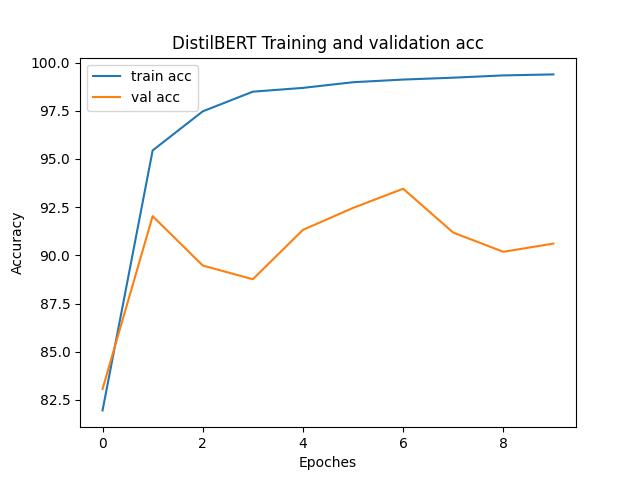 DistilBERT Training and validation acc
train acc
val acc
Accuracy
100.0
97.5
95.0
92.5
90.0
87.5
85.0
82.5
0 2 4 6 8
Epoches